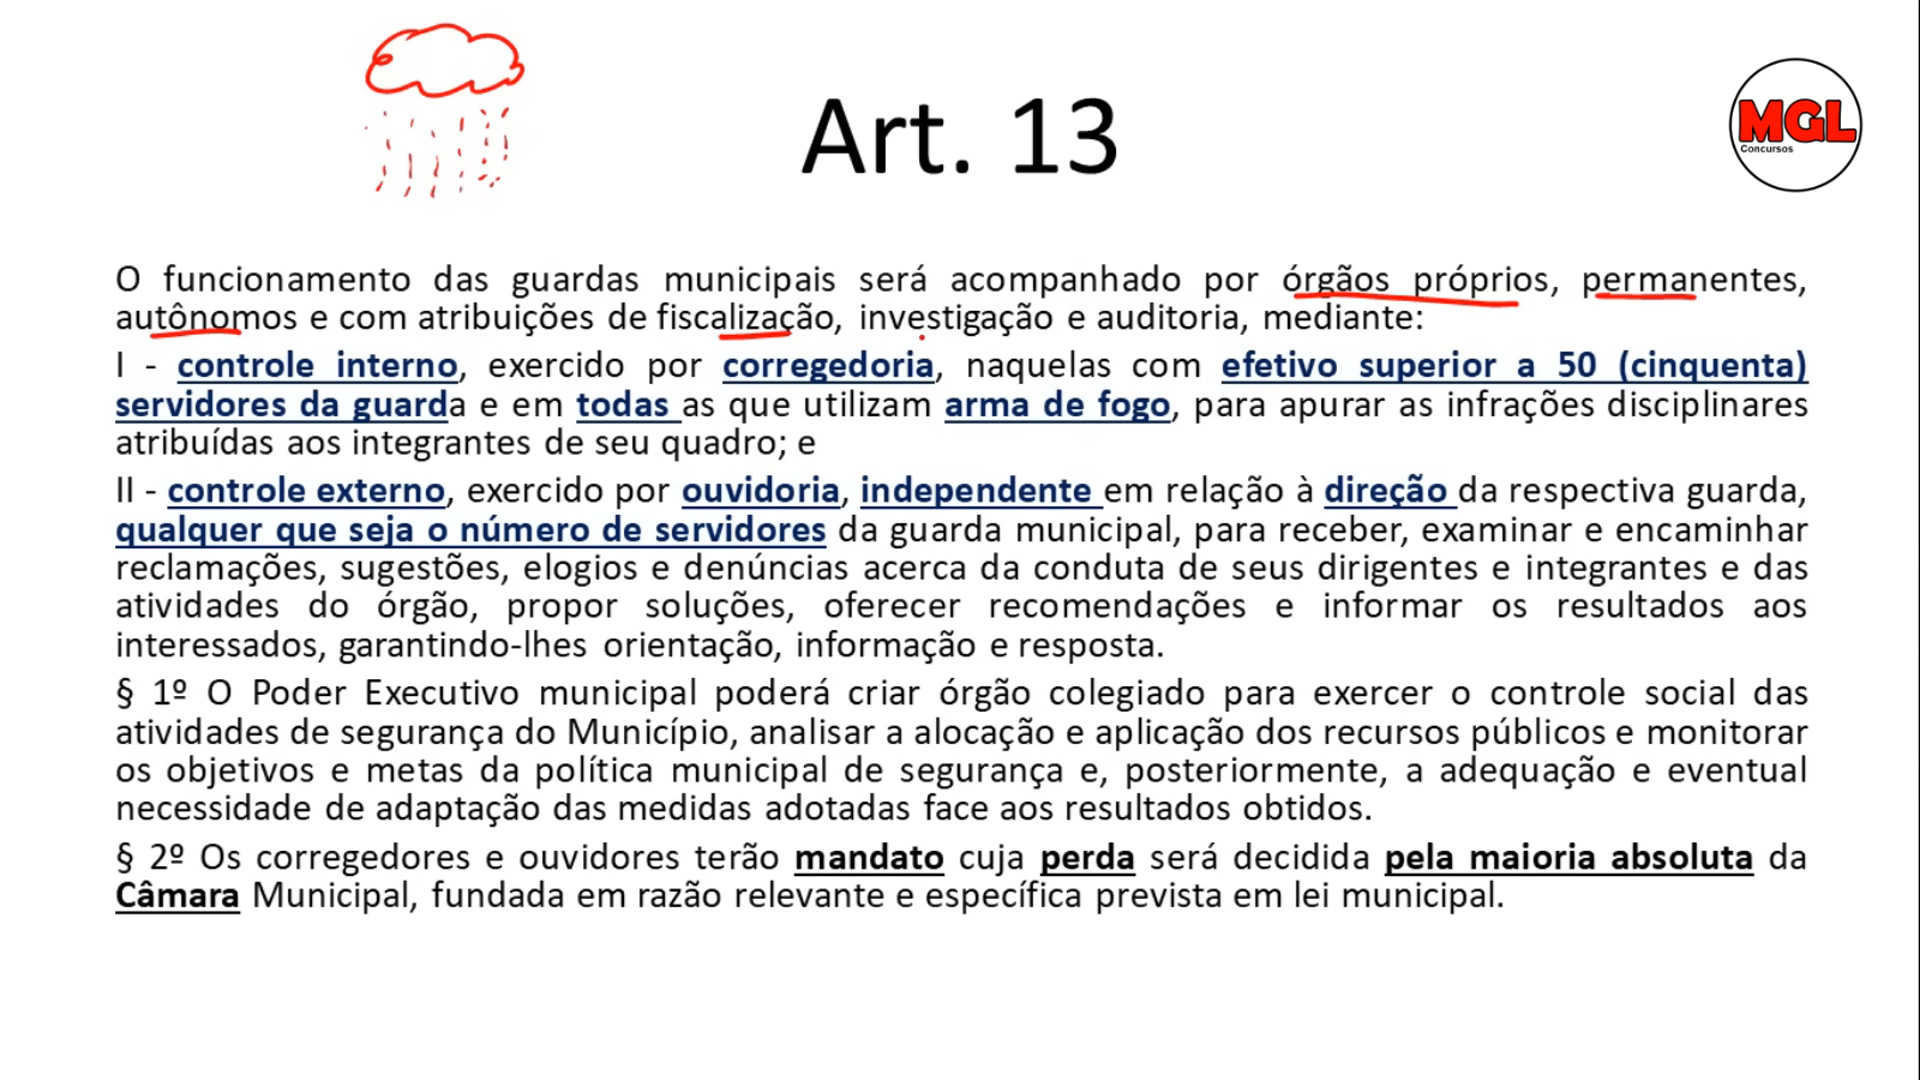 Art. 13
MGL
Concursos
O funcionamento das guardas municipais será acompanhado por órgãos próprios, permanentes,
autônomos e com atribuições de fiscalização, investigação e auditoria, mediante:
I - controle interno, exercido por corregedoria, naquelas com efetivo superior a 50 (cinquenta)
servidores da guarda e em todas as que utilizam arma de fogo, para apurar as infrações disciplinares
atribuídas aos integrantes de seu quadro; e
II - controle externo, exercido por ouvidoria, independente em relação à direção da respectiva guarda,
qualquer que seja o número de servidores da guarda municipal, para receber, examinar e encaminhar
reclamações, sugestões, elogios e denúncias acerca da conduta de seus dirigentes e integrantes e das
atividades do órgão, propor soluções, oferecer recomendações e informar os resultados aos
interessados, garantindo-lhes orientação, informação e resposta.
§ 1º O Poder Executivo municipal poderá criar órgão colegiado para exercer o controle social das
atividades de segurança do Município, analisar a alocação e aplicação dos recursos públicos e monitorar
os objetivos e metas da política municipal de segurança e, posteriormente, a adequação e eventual
necessidade de adaptação das medidas adotadas face aos resultados obtidos.
§ 2º Os corregedores e ouvidores terão mandato cuja perda será decidida pela maioria absoluta da
Câmara Municipal, fundada em razão relevante e específica prevista em lei municipal.